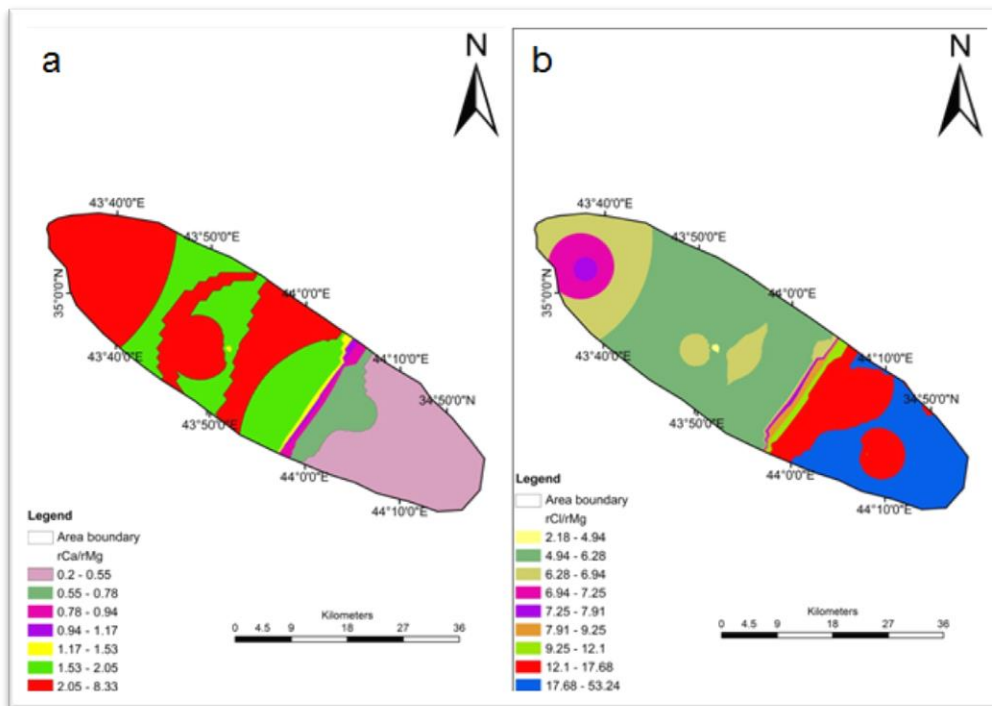 a
N
43°40'0"E
43°50'0"E
44°0'0"E
35°0'0"N
44°10'0"E
43°40'0"E
34°50'0"N
43°50'0"E
44°0'0"E
44°10'0"E
Legend
Area boundary
rCa/rMg
0.2 - 0.55
0.55 - 0.78
0.78 - 0.94
0.94 - 1.17
1.17 - 1.53
1.53 - 2.05
2.05 - 8.33
Kilometers
0 4.5 9 18 27 36
b
N
43°40'0"E
43°50'0"E
44°0'0"E
35°0'0"N
44°10'0"E
43°40'0"E
34°50'0"N
43°50'0"E
44°0'0"E
44°10'0"E
Legend
Area boundary
rCl/rMg
2.18 - 4.94
4.94 - 6.28
6.28 - 6.94
6.94 - 7.25
7.25 - 7.91
7.91 - 9.25
9.25 - 12.1
12.1 - 17.68
17.68 - 53.24
Kilometers
0 4.5 9 18 27 36